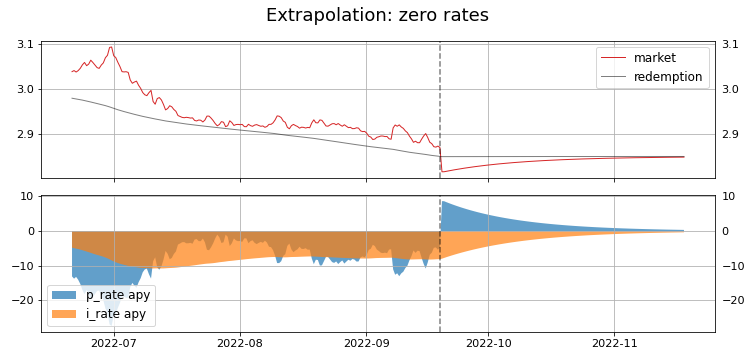 Extrapolation: zero rates
3.1 3.1
3.0 3.0
2.9 2.9
market
redemption
10 10
0 0
−10 −10
−20 −20
p_rate apy
i_rate apy
2022-07 2022-08 2022-09 2022-10 2022-11